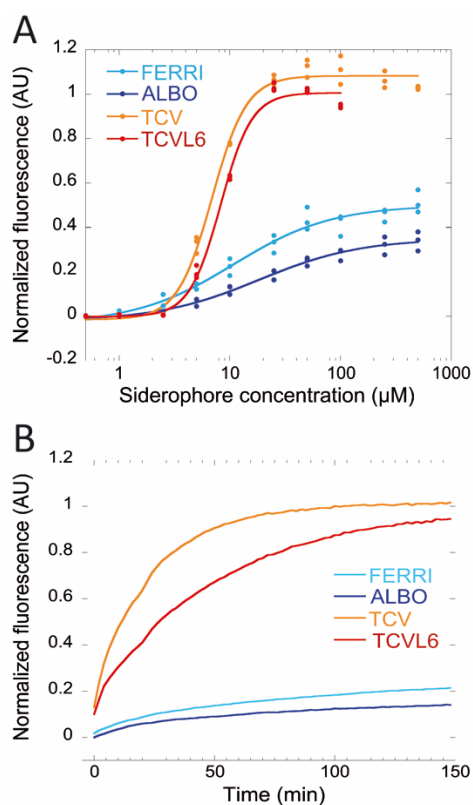 A
Normalized fluorescence (AU)
1.2
1
0.8
0.6
0.4
0.2
0
-0.2
FERRI
ALBO
TCV
TCVL6
1 10 100 1000
Siderophore concentration (µM)
B
Normalized fluorescence (AU)
1.2
1
0.8
0.6
0.4
0.2
0
FERRI
ALBO
TCV
TCVL6
0 50 100 150
Time (min)